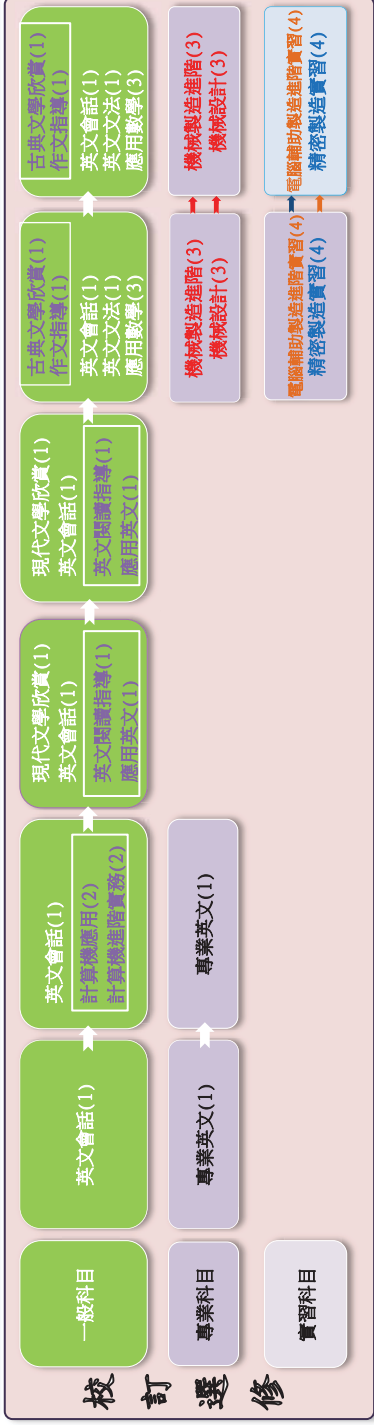 校訂選修
一般科目
英文會話(1)
英文會話(1)
計算機應用(2)
計算機進階實務(2)
現代文學欣賞(1)
英文會話(1)
英文閱讀指導(1)
應用英文(1)
現代文學欣賞(1)
英文會話(1)
英文閱讀指導(1)
應用英文(1)
古典文學欣賞(1)
作文指導(1)
英文會話(1)
英文文法(1)
應用數學(3)
古典文學欣賞(1)
作文指導(1)
英文會話(1)
英文文法(1)
應用數學(3)
專業科目
專業英文(1)
專業英文(1)
機械製造進階(3)
機械設計(3)
機械製造進階(3)
機械設計(3)
實習科目
電腦輔助製造進階實習(4)
精密製造實習(4)
電腦輔助製造進階實習(4)
精密製造實習(4)